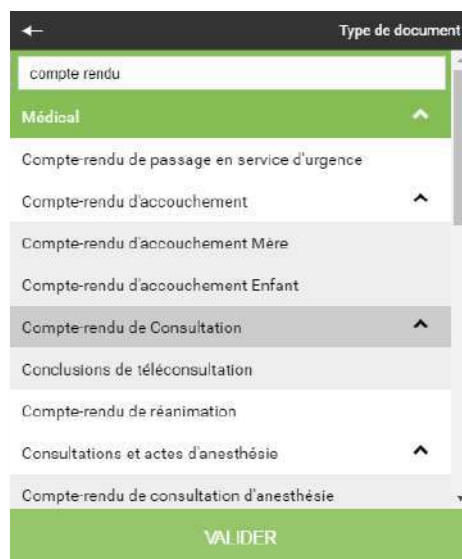 Type de document
compte rendu
Médical
Compte-rendu de passage en service d'urgence
Compte-rendu d'accouchement
Compte-rendu d'accouchement Mère
Compte-rendu d'accouchement Enfant
Compte-rendu de Consultation
Conclusions de téléconsultation
Compte-rendu de réanimation
Consultations et actes d'anesthésie
Compte-rendu de consultation d'anesthésie
VALIDER